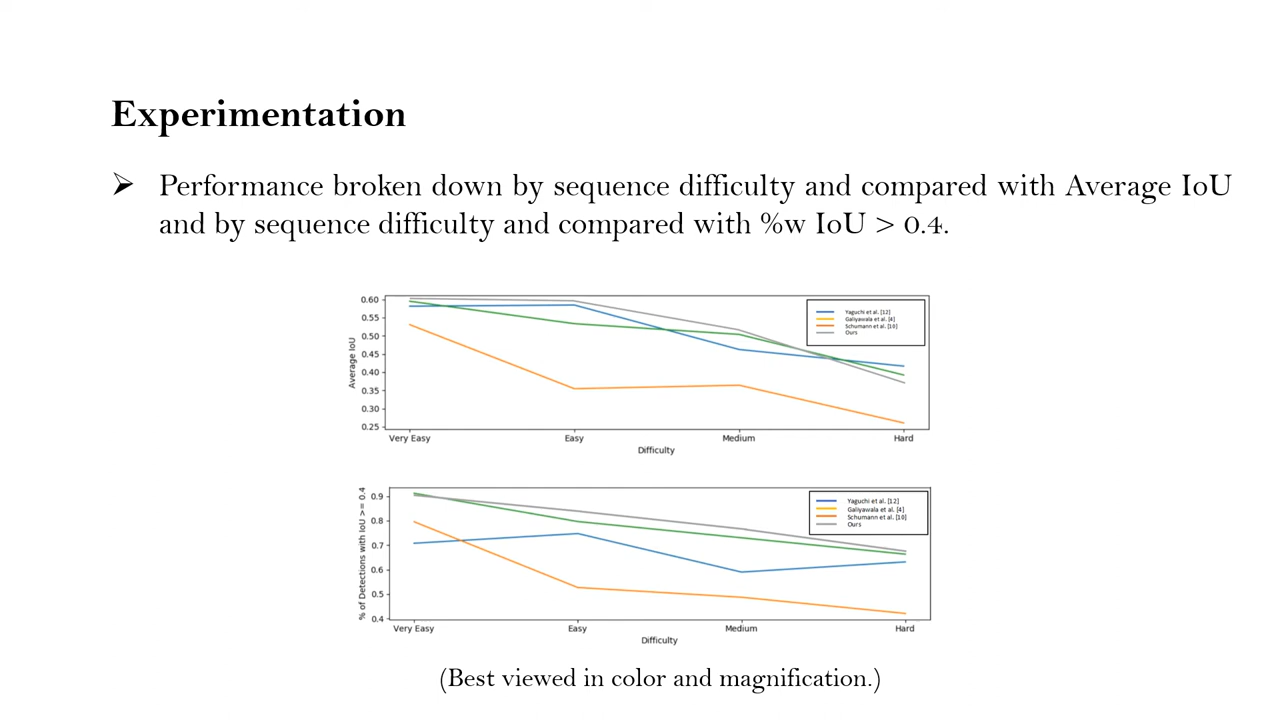 Experimentation
➢ Performance broken down by sequence difficulty and compared with Average IoU
and by sequence difficulty and compared with %w IoU > 0.4.
0.60
0.55
0.50
0.45
0.40
0.35
0.30
0.25
Average IoU
Yaguchi et al. [12]
Galiyawala et al. [4]
Schumann et al. [10]
Ours
Very Easy Easy Medium Hard
Difficulty
0.9
0.8
0.7
0.6
0.5
0.4
% of Detections with IoU >= 0.4
Yaguchi et al. [12]
Galiyawala et al. [4]
Schumann et al. [10]
Ours
Very Easy Easy Medium Hard
Difficulty
(Best viewed in color and magnification.)